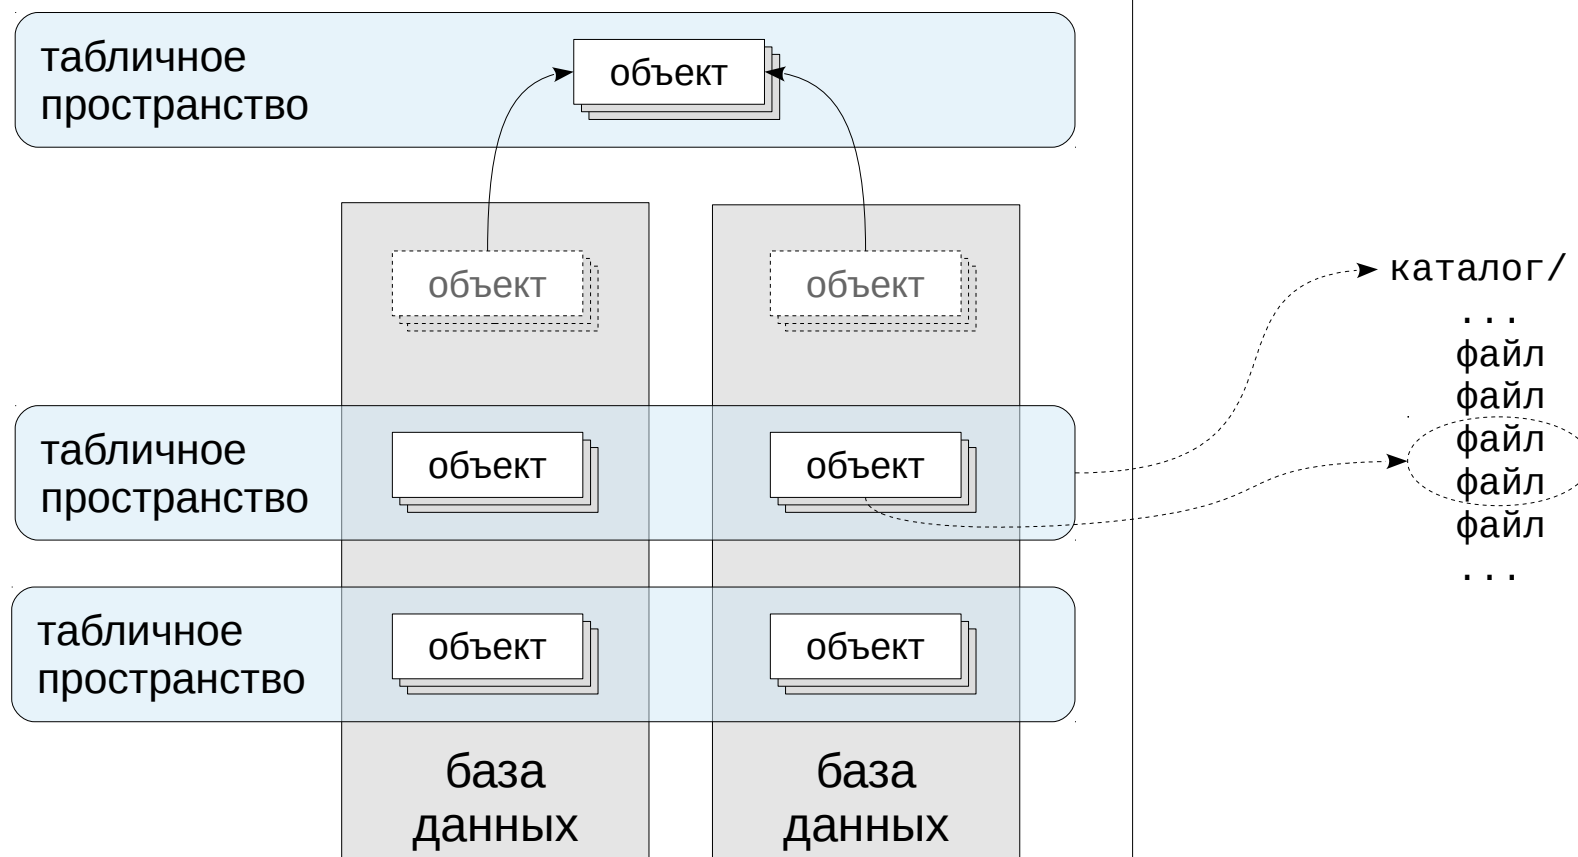 табличное
пространство
объект
объект
объект
каталог/
...
файл
файл
файл
файл
файл
...
табличное
пространство
объект
объект
табличное
пространство
объект
объект
база
данных
база
данных